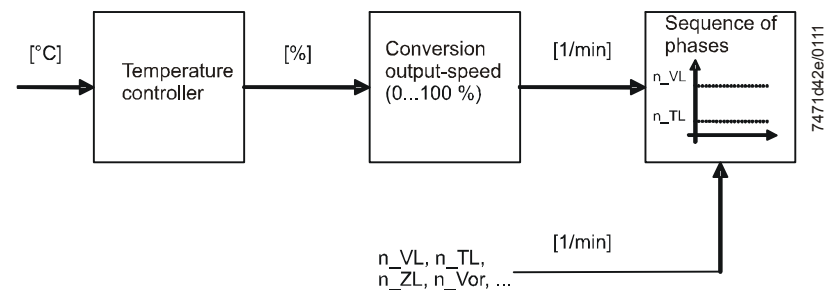 [°C]
Temperature
controller
[%]
Conversion
output-speed
(0...100 %)
[1/min]
Sequence of
phases
n_VL
n_TL
7471d42e/0111
[1/min]
n_VL, n_TL,
n_ZL, n_Vor, ...